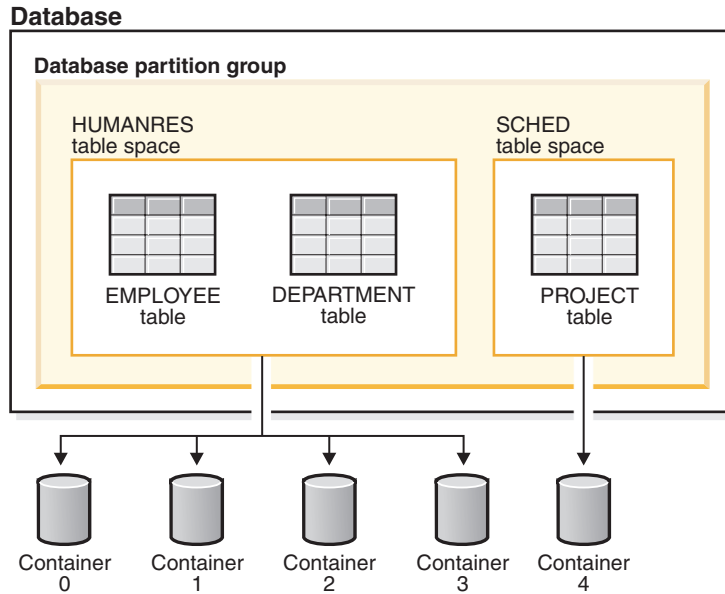 Database
Database partition group
HUMANRES
table space
SCHED
table space
EMPLOYEE
table
DEPARTMENT
table
PROJECT
table
Container
0
Container
1
Container
2
Container
3
Container
4